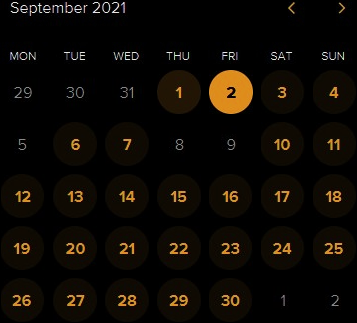 September 2021
MON TUE WED THU FRI SAT SUN
29 30 31 1 2 3 4
5 6 7 8 9 10 11
12 13 14 15 16 17 18
19 20 21 22 23 24 25
26 27 28 29 30 1 2